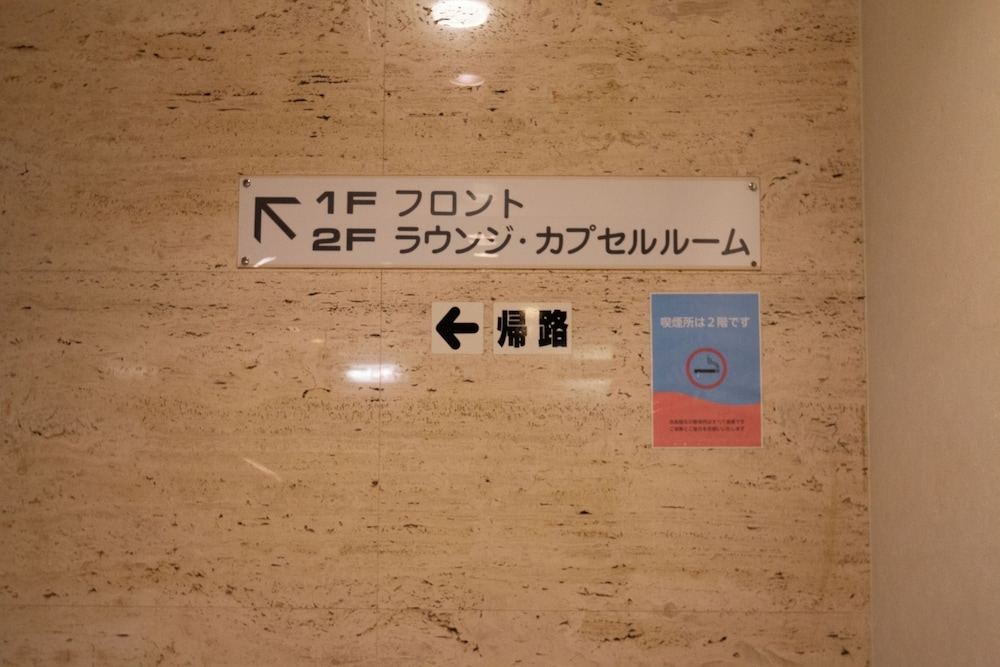 1F フロント
2F ラウンジ・カプセルルーム
帰路
喫煙所は2階です